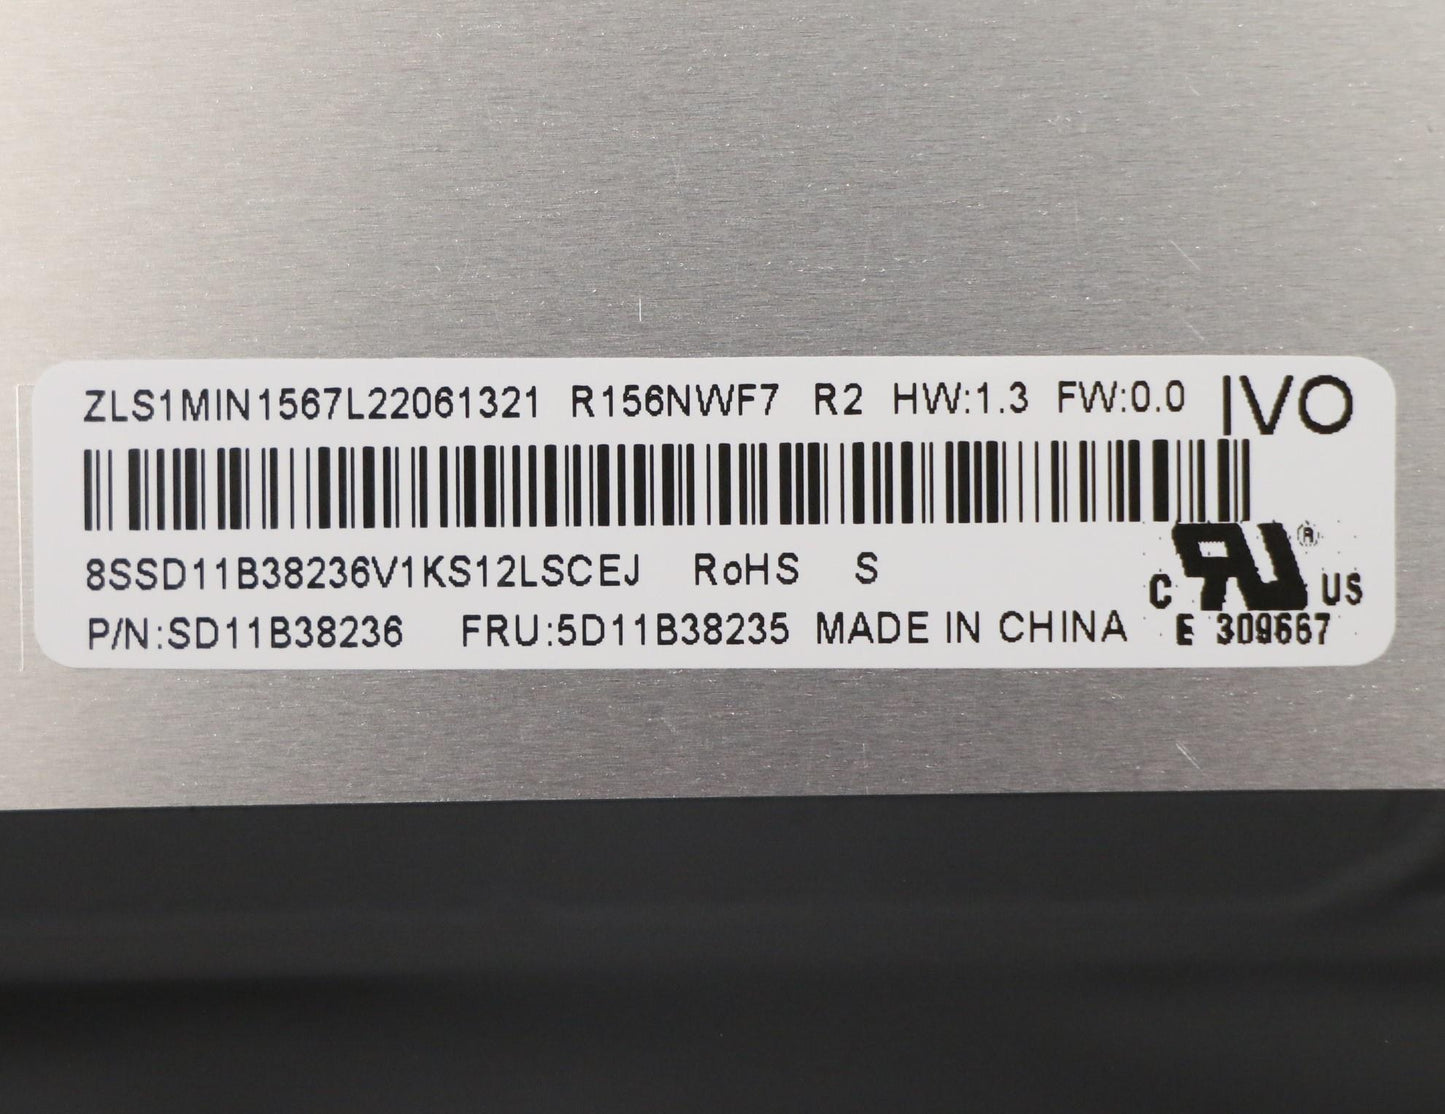 ZLS1MIN1567L22061321 R156NWF7 R2 HW:1.3 FW:0.0 IVO
8SSD11B38236V1KS12LSCEJ RoHS S
C RU ® US
P/N:SD11B38236 FRU:5D11B38235 MADE IN CHINA E 309667